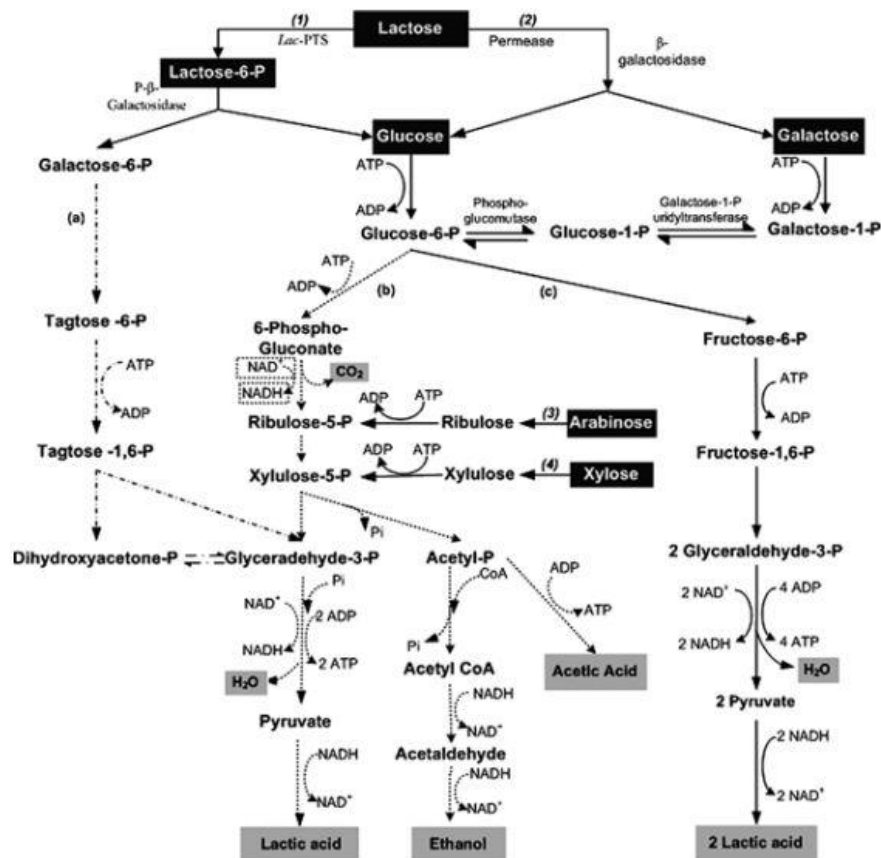 (1) Lactose (2)
Lac-PTS Permease
Lactose-6-P
β-
galactosidase
P-β-
Galactosidase
Glucose Galactose
Galactose-6-P
ATP ATP
ADP ADP
(a)
Phospho-
glucomutase
Galactose-1-P
uridyltransferase
Glucose-6-P Glucose-1-P Galactose-1-P
ATP
ADP (b) (c)
6-Phospho-
Gluconate
Tagtose -6-P
Fructose-6-P
NAD+ CO₂
NADH
ATP
ADP
ADP ATP
ATP
ADP
Ribulose-5-P Ribulose (3) Arabinose
Tagtose -1,6-P
ADP ATP
Fructose-1,6-P
Xylulose-5-P Xylulose (4) Xylose
Pi
Dihydroxyacetone-P Glyceradehyde-3-P Acetyl-P 2 Glyceraldehyde-3-P
Pi CoA ADP
NAD+ 2 ADP ATP 2 NAD+ 4 ADP
NADH 2 ATP Pi 2 NADH 4 ATP
H₂O Acetyl CoA Acetic Acid H₂O
Pyruvate NADH 2 Pyruvate
NAD+
Acetaldehyde
NADH NADH 2 NADH
NAD+ NAD+ 2 NAD+
Lactic acid Ethanol 2 Lactic acid